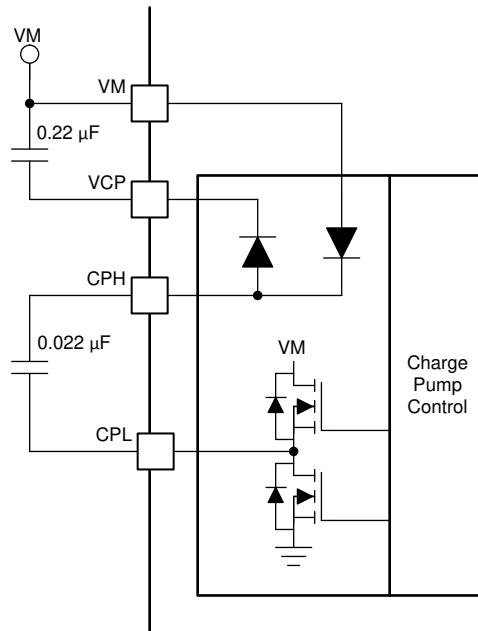 VM
VM
0.22 µF
VCP
CPH
0.022 µF
VM
Charge
Pump
Control
CPL